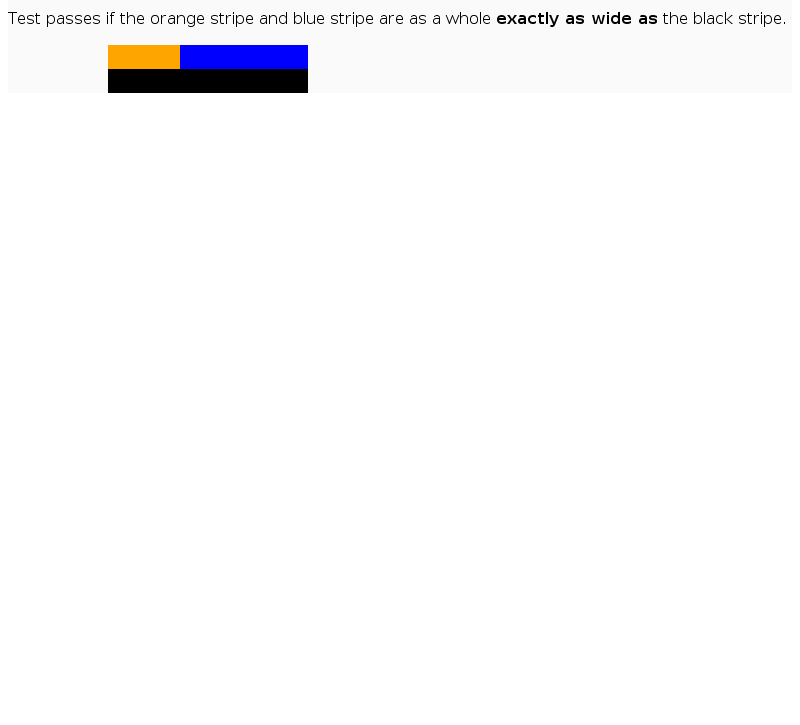 Test passes if the orange stripe and blue stripe are as a whole exactly as wide as the black stripe.